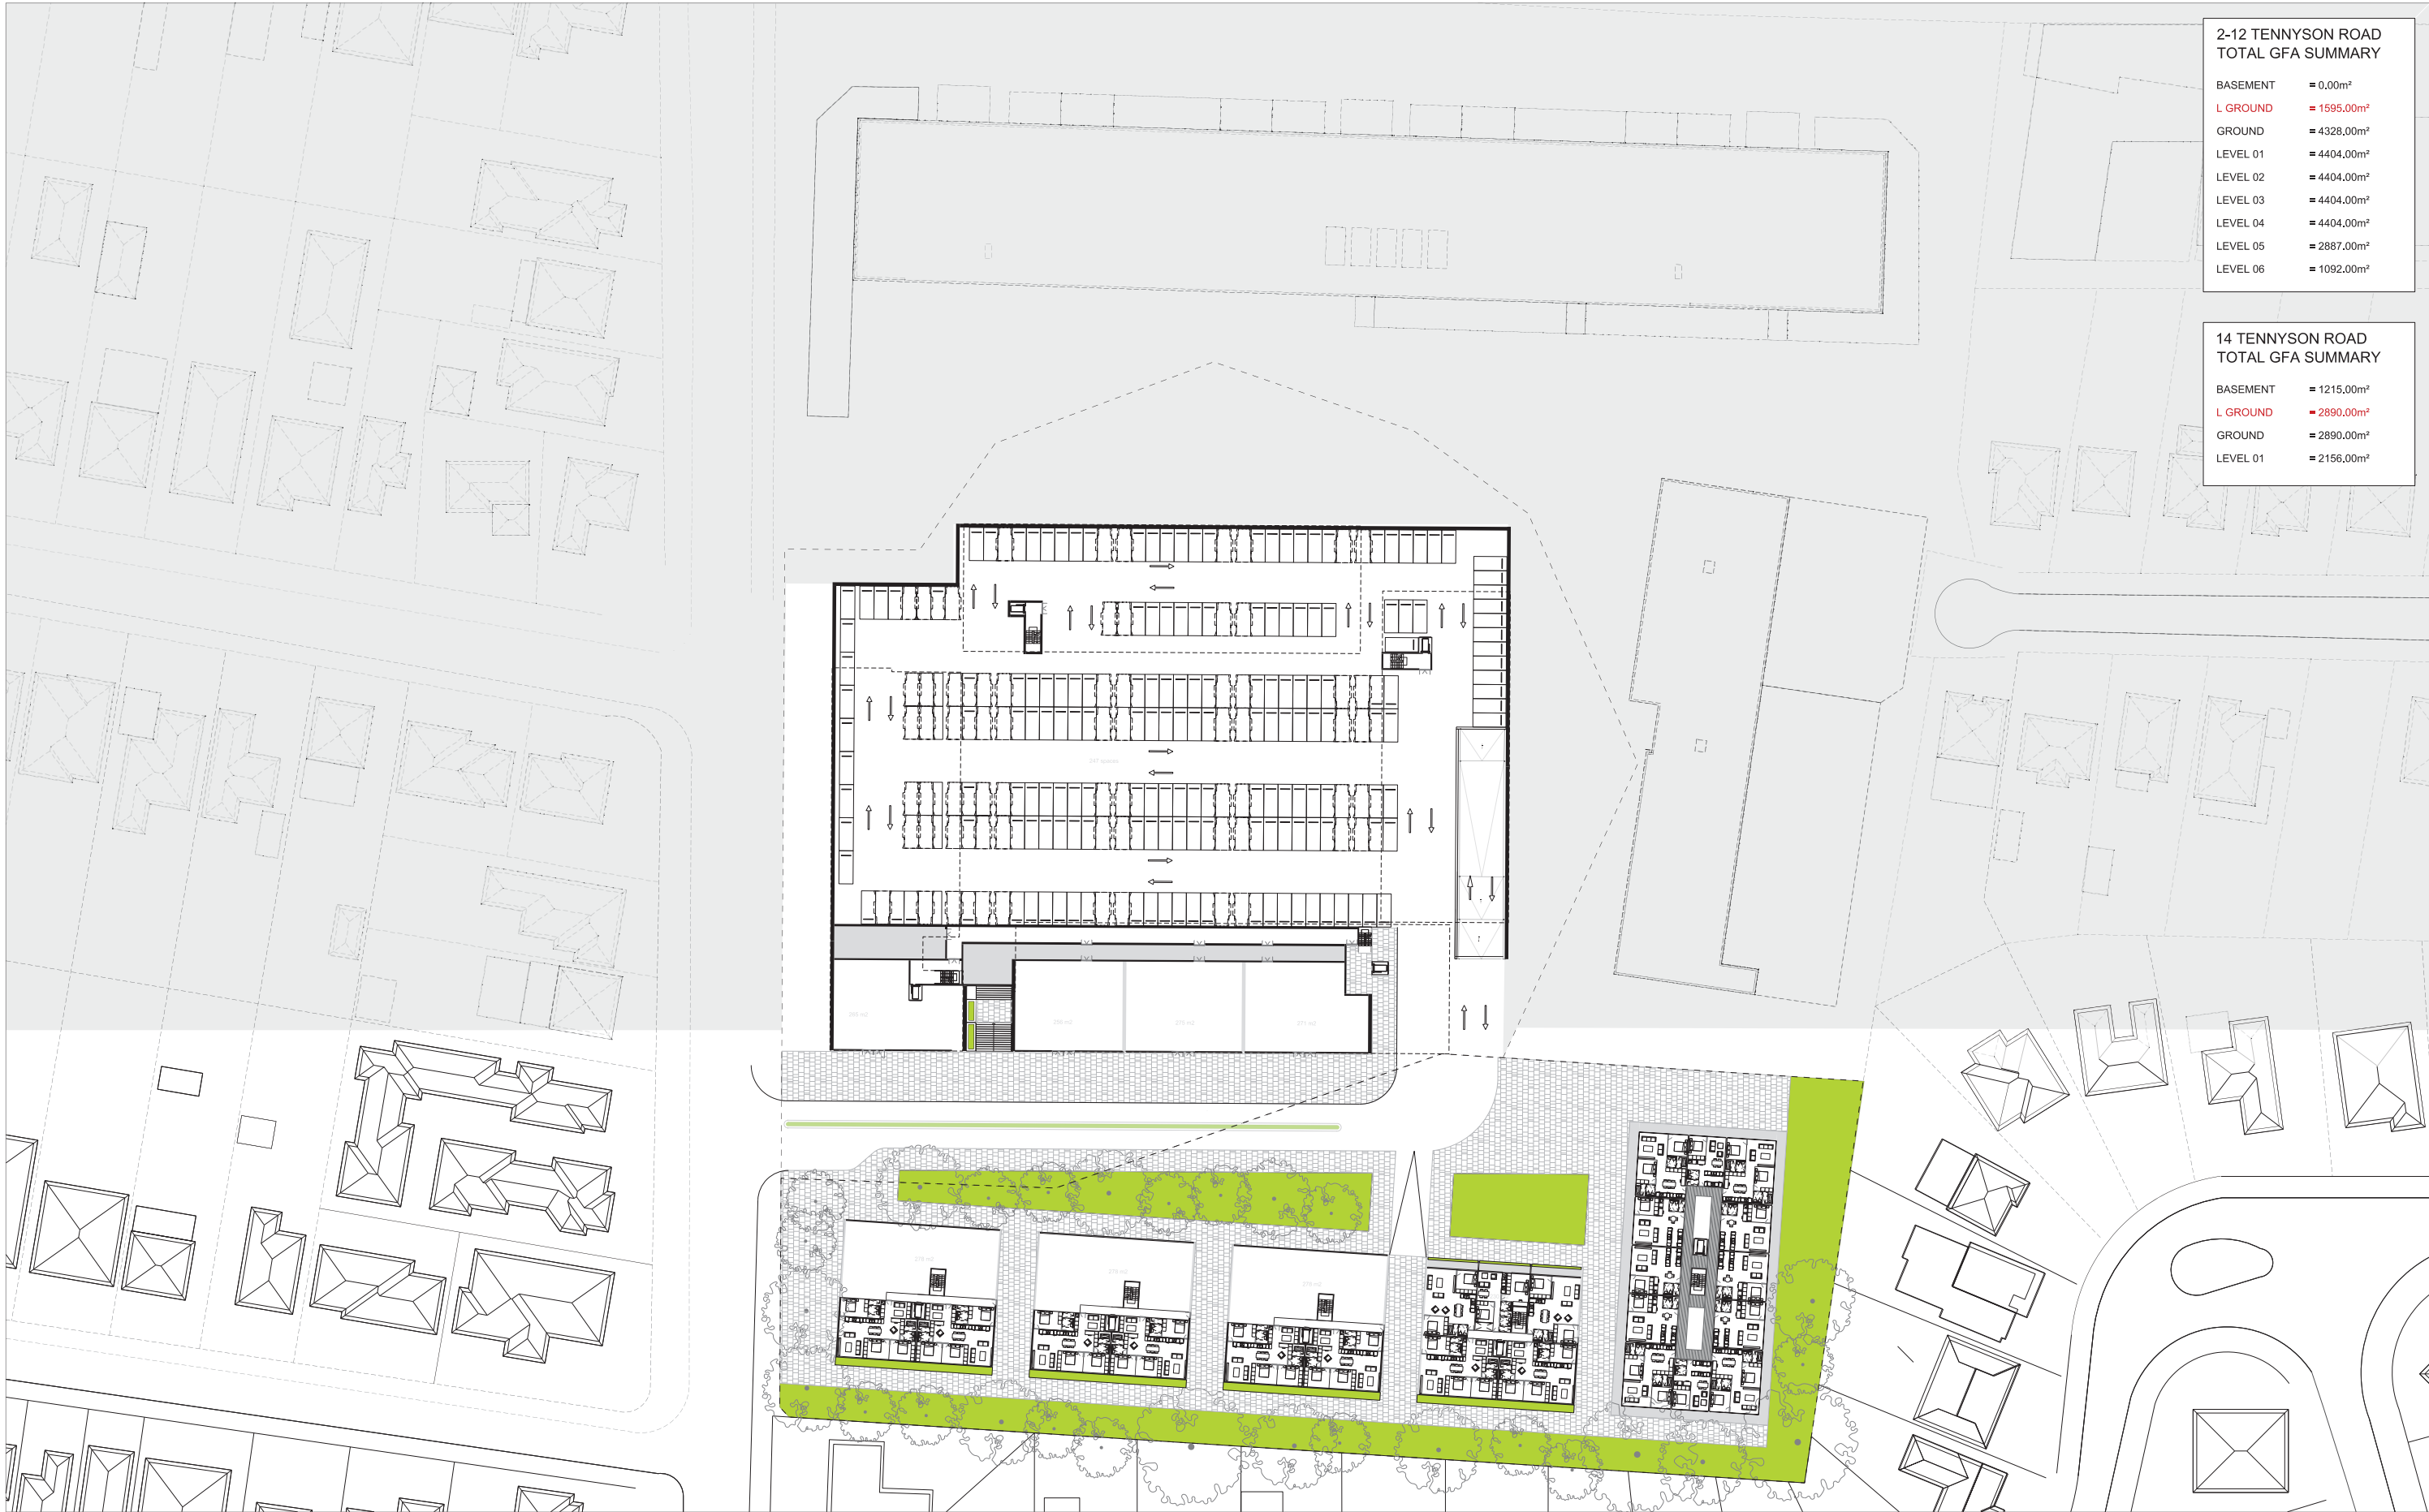 2-12 TENNYSON ROAD
TOTAL GFA SUMMARY
BASEMENT = 0.00m²
L GROUND = 1595.00m²
GROUND = 4328.00m²
LEVEL 01 = 4404.00m²
LEVEL 02 = 4404.00m²
LEVEL 03 = 4404.00m²
LEVEL 04 = 4404.00m²
LEVEL 05 = 2887.00m²
LEVEL 06 = 1092.00m²
14 TENNYSON ROAD
TOTAL GFA SUMMARY
BASEMENT = 1215.00m²
L GROUND = 2890.00m²
GROUND = 2890.00m²
LEVEL 01 = 2156.00m²